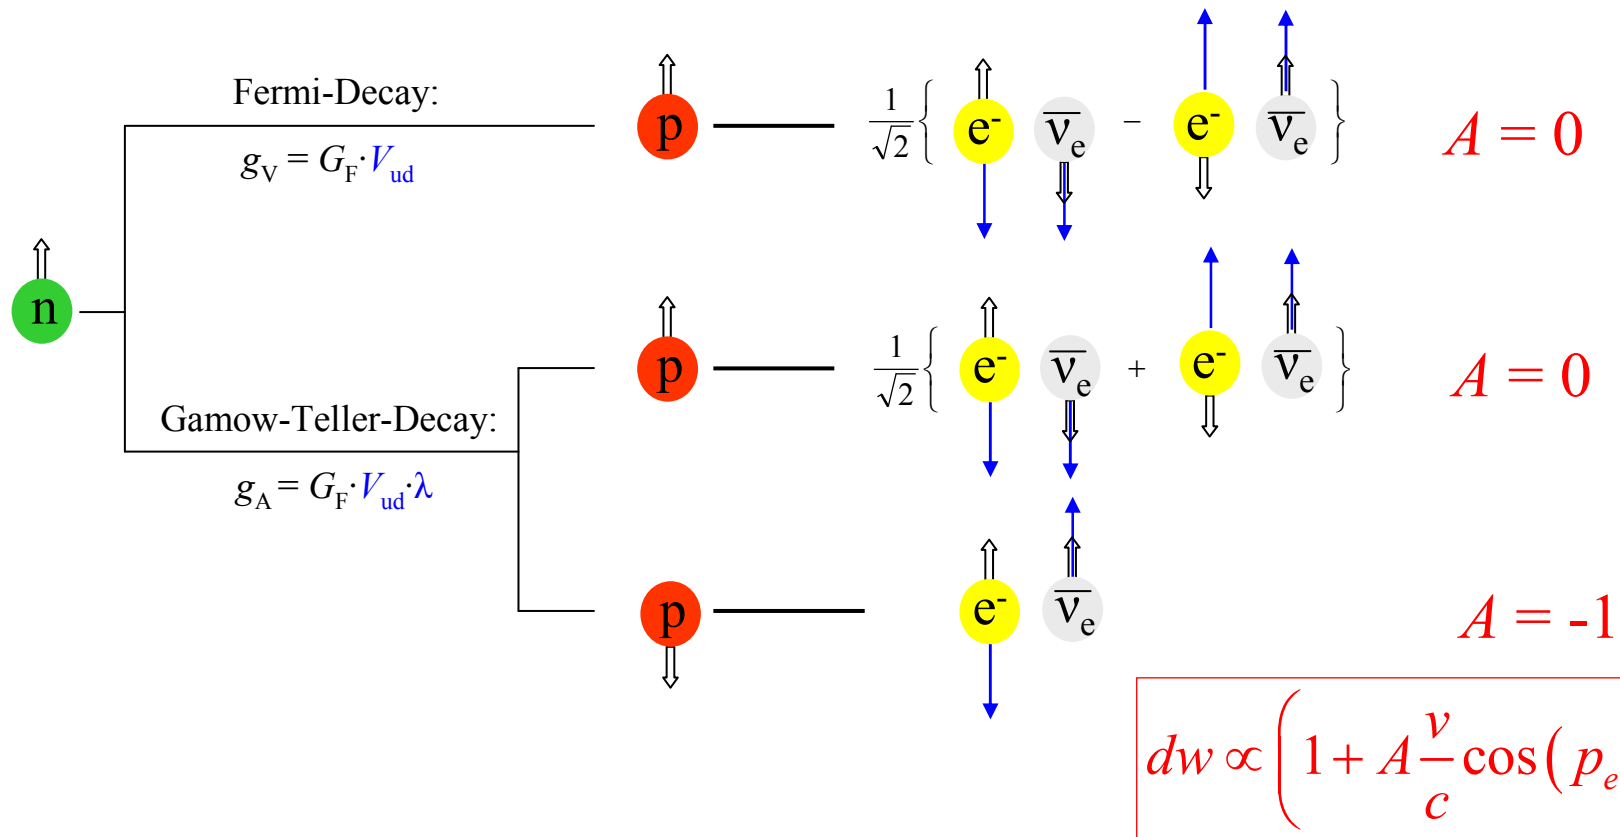 Fermi-Decay:
g_V = G_F·V_ud
p
1/√2 { e⁻ ν̄_e − e⁻ ν̄_e }
A = 0
n
p
1/√2 { e⁻ ν̄_e + e⁻ ν̄_e }
A = 0
Gamow-Teller-Decay:
g_A = G_F·V_ud·λ
p
e⁻ ν̄_e
A = -1
dw ∝ ( 1 + A v/c cos( p_e